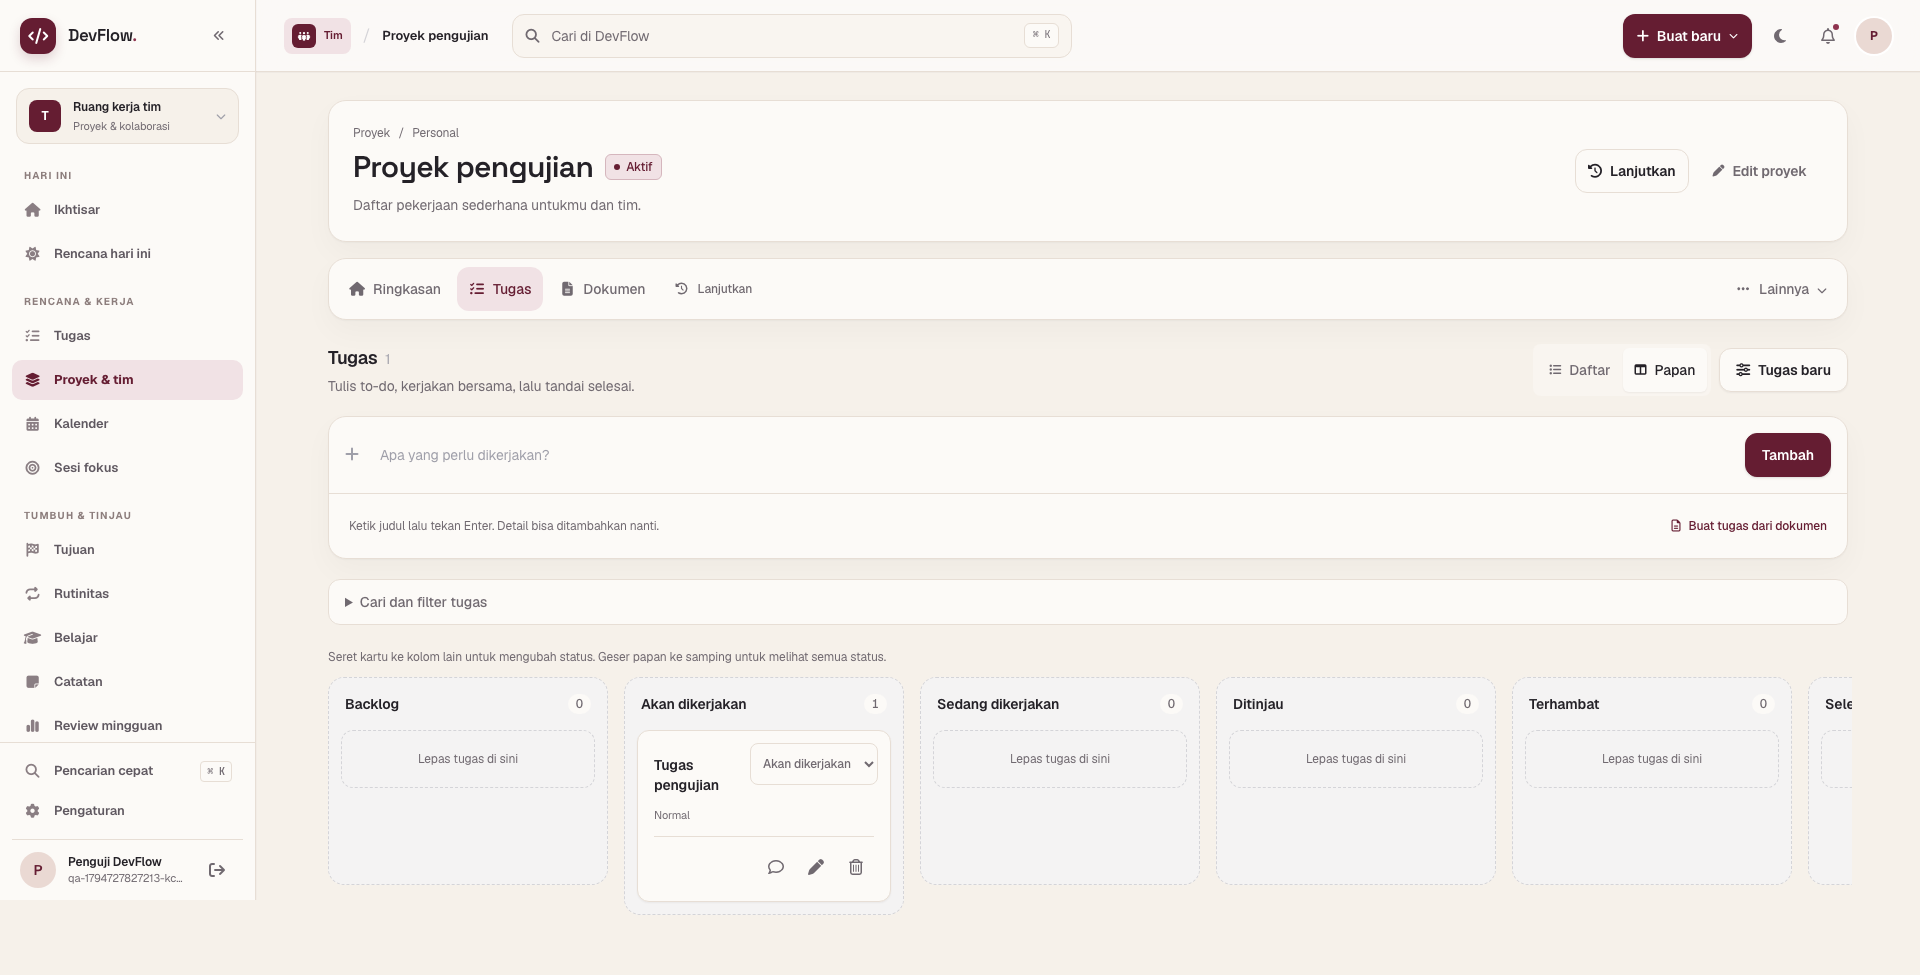 DevFlow.
Tim / Proyek pengujian
Cari di DevFlow
⌘ K
Buat baru
P
T
Ruang kerja tim
Proyek & kolaborasi
HARI INI
Ikhtisar
Rencana hari ini
RENCANA & KERJA
Tugas
Proyek & tim
Kalender
Sesi fokus
TUMBUH & TINJAU
Tujuan
Rutinitas
Belajar
Catatan
Review mingguan
Pencarian cepat
⌘ K
Pengaturan
P
Penguji DevFlow
qa-1794727827213-kc...
Proyek / Personal
Proyek pengujian
Aktif
Daftar pekerjaan sederhana untukmu dan tim.
Lanjutkan
Edit proyek
Ringkasan
Tugas
Dokumen
Lanjutkan
Lainnya
Tugas 1
Tulis to-do, kerjakan bersama, lalu tandai selesai.
Daftar
Papan
Tugas baru
Apa yang perlu dikerjakan?
Tambah
Ketik judul lalu tekan Enter. Detail bisa ditambahkan nanti.
Buat tugas dari dokumen
Cari dan filter tugas
Seret kartu ke kolom lain untuk mengubah status. Geser papan ke samping untuk melihat semua status.
Backlog 0
Lepas tugas di sini
Akan dikerjakan 1
Tugas
pengujian
Akan dikerjakan
Normal
Sedang dikerjakan 0
Lepas tugas di sini
Ditinjau 0
Lepas tugas di sini
Terhambat 0
Lepas tugas di sini
Sele